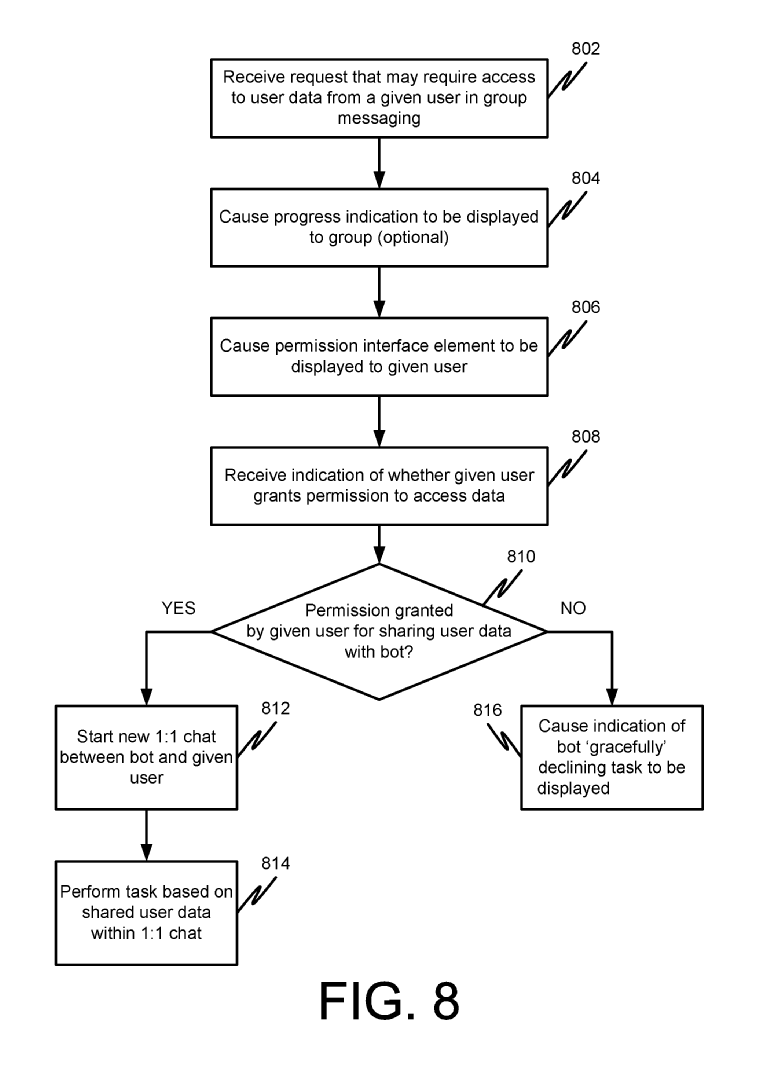 802
Receive request that may require access
to user data from a given user in group
messaging
804
Cause progress indication to be displayed
to group (optional)
806
Cause permission interface element to be
displayed to given user
808
Receive indication of whether given user
grants permission to access data
810
YES
NO
Permission granted
by given user for sharing user data
with bot?
812
Start new 1:1 chat
between bot and given
user
816
Cause indication of
bot ‘gracefully’
declining task to be
displayed
814
Perform task based on
shared user data
within 1:1 chat
FIG. 8